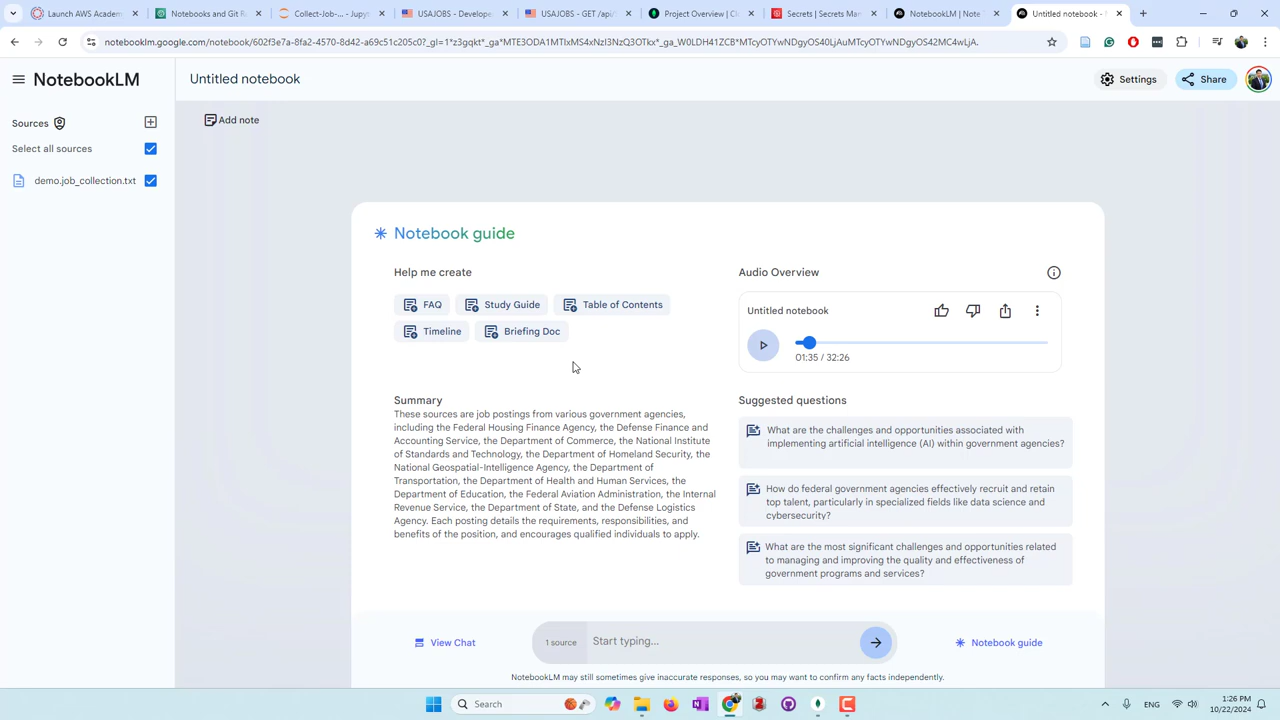 Launch AWS Academ
Notebooks and Git R
Collections - Jupyt
USAJOBS - Develope
USAJOBS - GET /api/
Project Overview | Cl
Secrets | Secrets Ma
NotebookLM | Note T
Untitled notebook -
notebooklm.google.com/notebook/602f3e7a-8fa2-4570-8d42-a69c51c205c0?_gl=1*z3gqkt*_ga*MTE3ODA1MTIxMS4xNzI3NzQ3OTkx*_ga_W0LDH41ZCB*MTcyOTYwNDgyOS40LjAuMTcyOTYwNDgyOS42MC4wLjA.
NotebookLM
Untitled notebook
Settings
Share
Sources
Add note
Select all sources
demo.job_collection.txt
Notebook guide
Help me create
FAQ
Study Guide
Table of Contents
Timeline
Briefing Doc
Audio Overview
Untitled notebook
01:35 / 32:26
Summary
These sources are job postings from various government agencies,
including the Federal Housing Finance Agency, the Defense Finance and
Accounting Service, the Department of Commerce, the National Institute
of Standards and Technology, the Department of Homeland Security, the
National Geospatial-Intelligence Agency, the Department of
Transportation, the Department of Health and Human Services, the
Department of Education, the Federal Aviation Administration, the Internal
Revenue Service, the Department of State, and the Defense Logistics
Agency. Each posting details the requirements, responsibilities, and
benefits of the position, and encourages qualified individuals to apply.
Suggested questions
What are the challenges and opportunities associated with
implementing artificial intelligence (AI) within government agencies?
How do federal government agencies effectively recruit and retain
top talent, particularly in specialized fields like data science and
cybersecurity?
What are the most significant challenges and opportunities related
to managing and improving the quality and effectiveness of
government programs and services?
View Chat
1 source
Start typing...
Notebook guide
NotebookLM may still sometimes give inaccurate responses, so you may want to confirm any facts independently.
Search
ENG
1:26 PM
10/22/2024